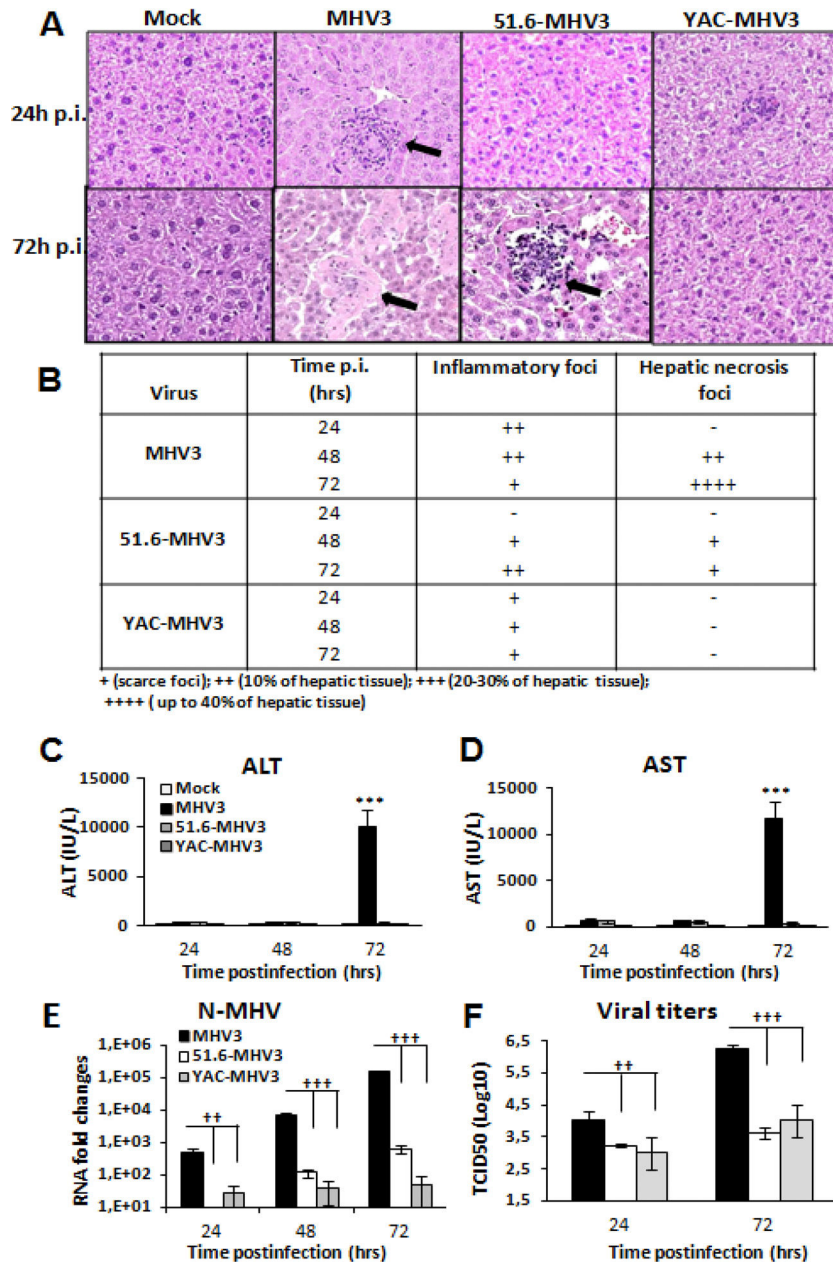 A
Mock MHV3 51.6-MHV3 YAC-MHV3
24h p.i.
72h p.i.
B
Virus Time p.i. (hrs) Inflammatory foci Hepatic necrosis foci
MHV3
24 ++ -
48 ++ ++
72 + ++++
51.6-MHV3
24 - -
48 + +
72 ++ +
YAC-MHV3
24 + -
48 + -
72 + -
+ (scarce foci); ++ (10% of hepatic tissue); +++ (20-30% of hepatic tissue);
++++ ( up to 40% of hepatic tissue)
C
ALT
ALT (IU/L)
15000
10000
5000
0
Mock
MHV3
51.6-MHV3
YAC-MHV3
***
24 48 72
Time postinfection (hrs)
D
AST
AST (IU/L)
15000
10000
5000
0
***
24 48 72
Time postinfection (hrs)
E
N-MHV
RNA fold changes
1,E+06
1,E+05
1,E+04
1,E+03
1,E+02
1,E+01
MHV3
51.6-MHV3
YAC-MHV3
††
†††
†††
24 48 72
Time postinfection (hrs)
F
Viral titers
TCID50 (Log10)
6,5
5,5
4,5
3,5
2,5
1,5
††
†††
24 72
Time postinfection (hrs)